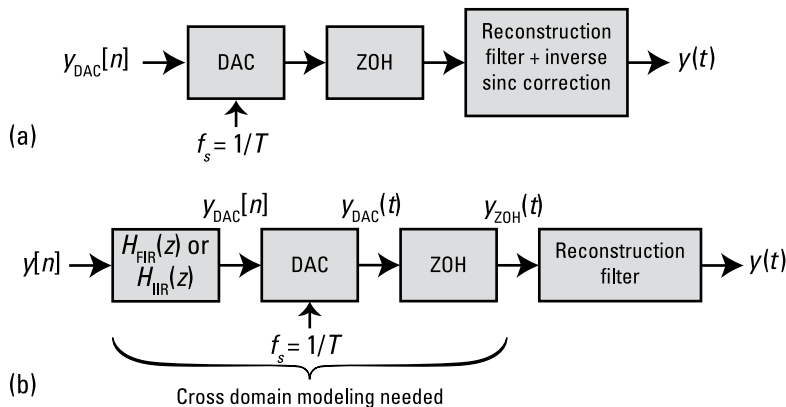 y_DAC[n]
DAC
ZOH
Reconstruction
filter + inverse
sinc correction
y(t)
(a)
f_s = 1/T
y_DAC[n]
y_DAC(t)
y_ZOH(t)
y[n]
H_FIR(z) or
H_IIR(z)
DAC
ZOH
Reconstruction
filter
y(t)
f_s = 1/T
(b)
Cross domain modeling needed